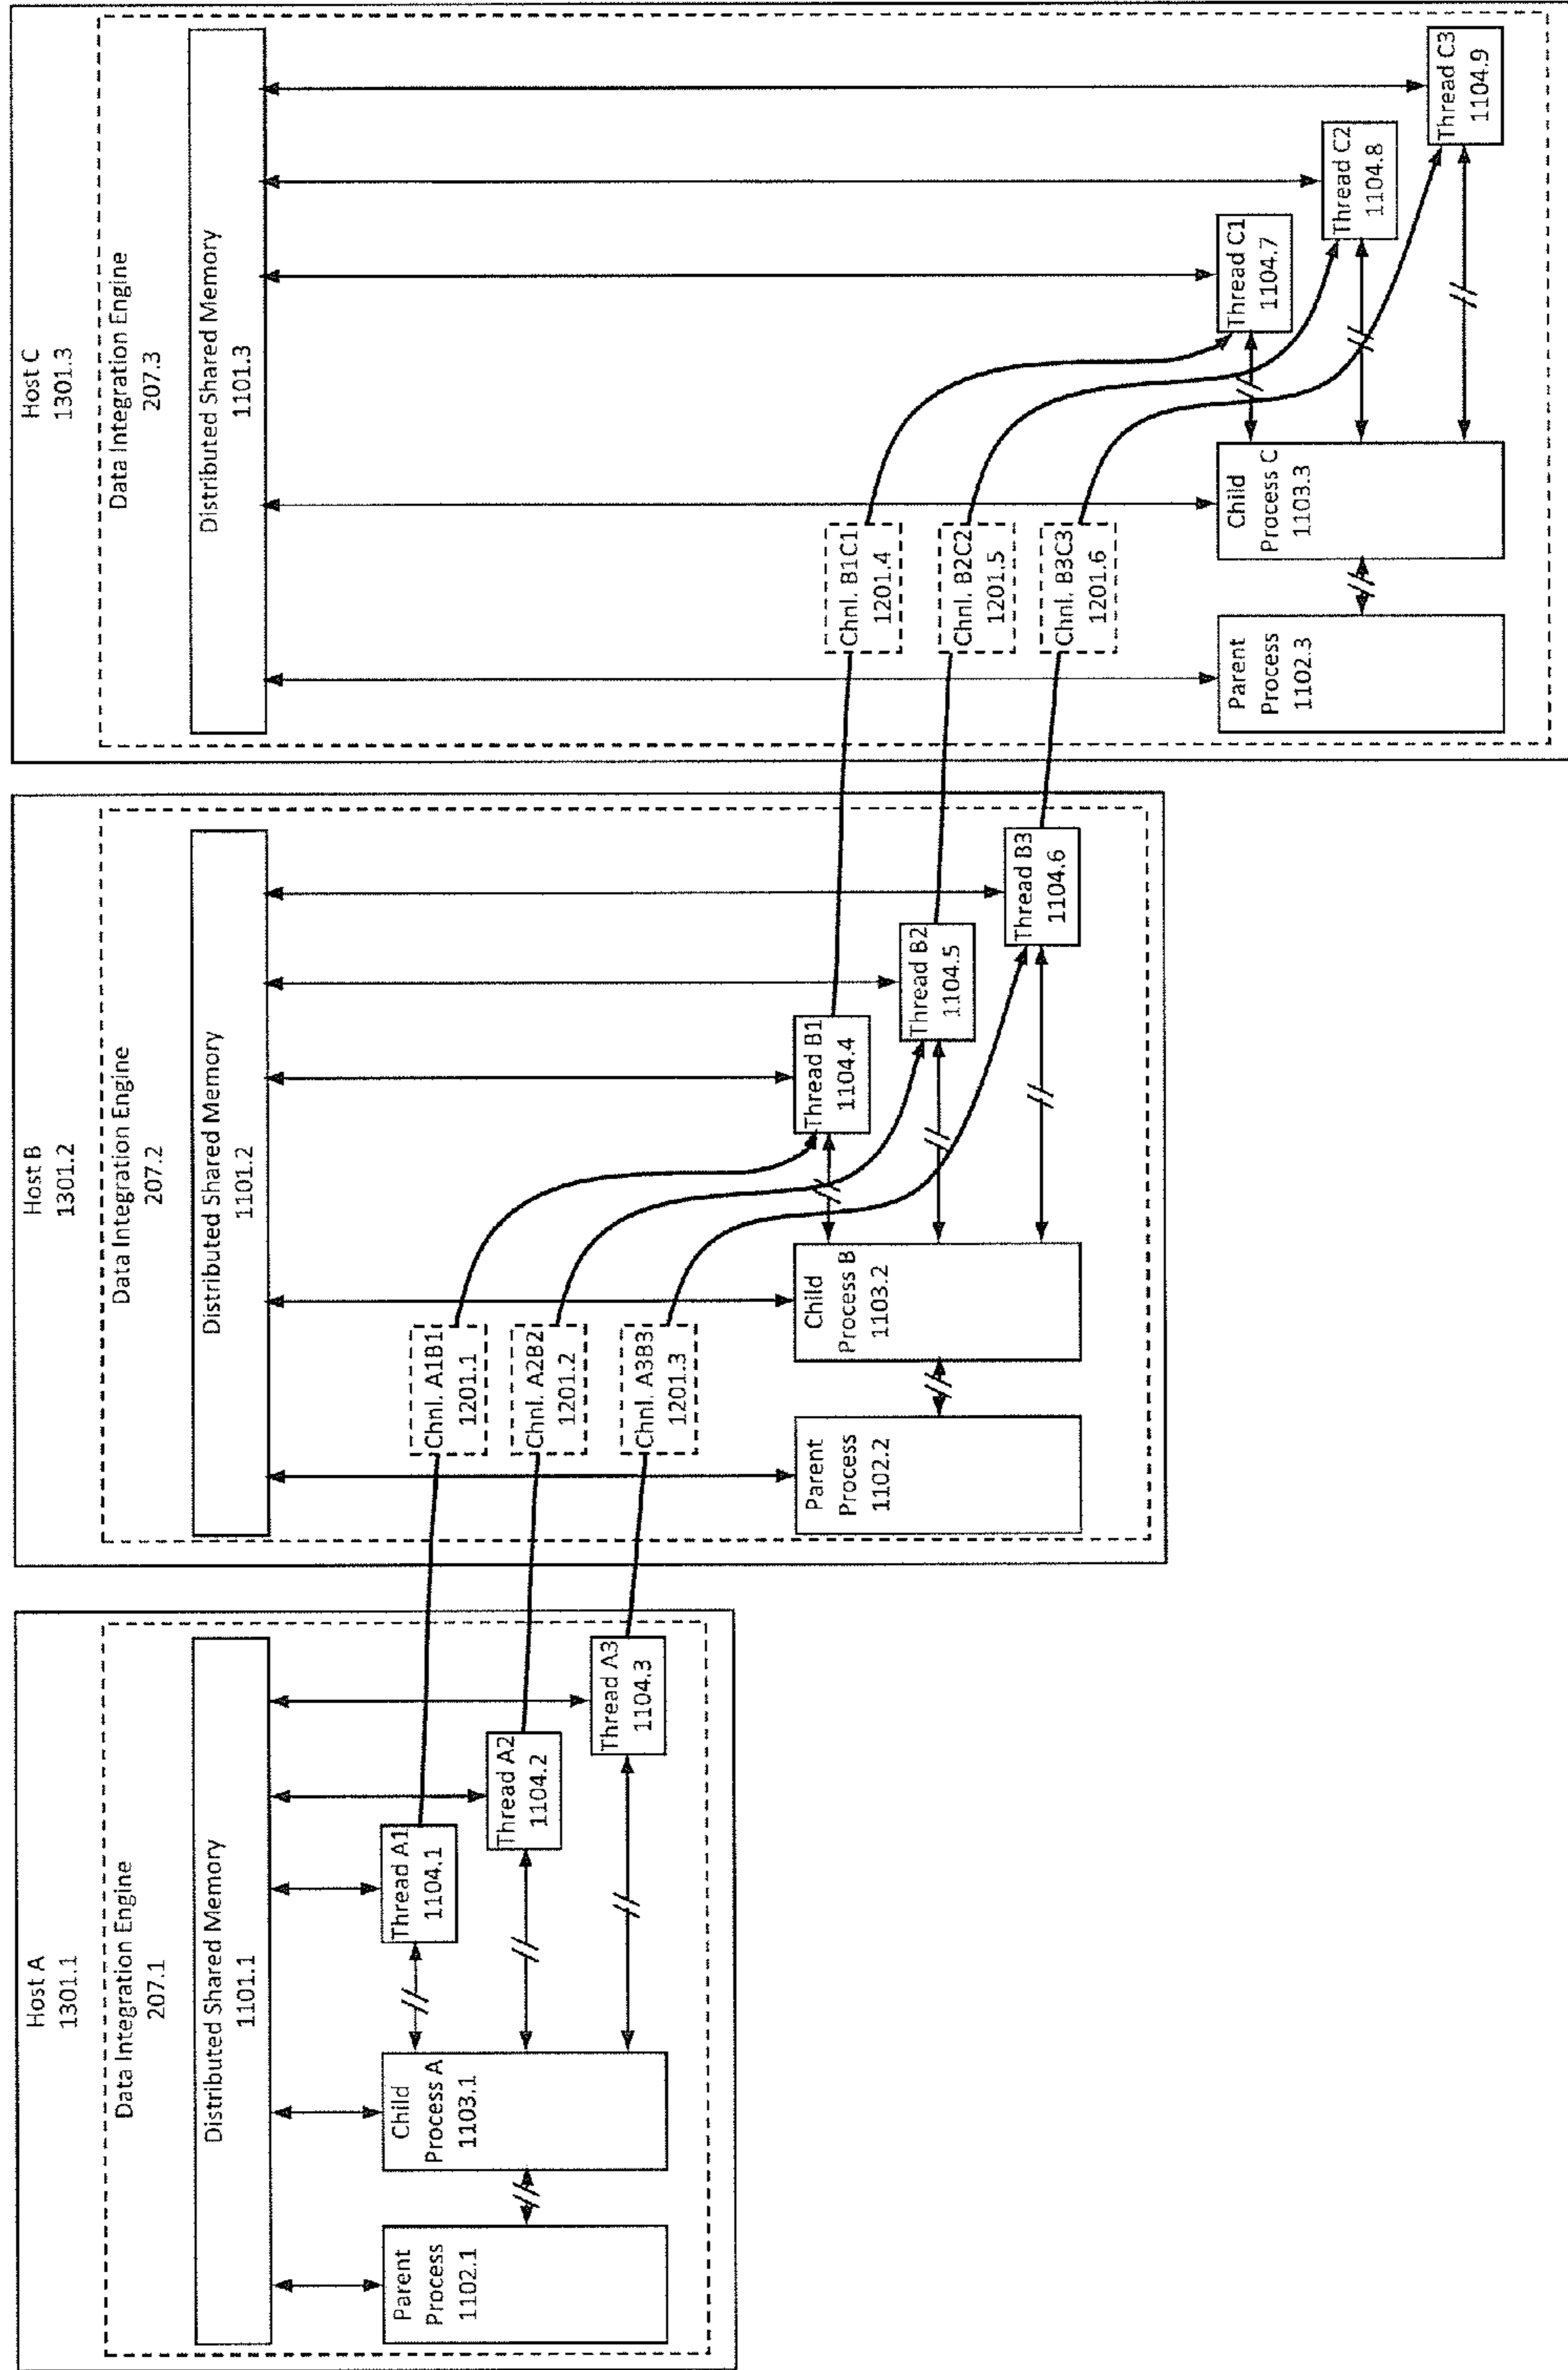 Host A
1301.1
Data Integration Engine
207.1
Distributed Shared Memory
1101.1
Parent
Process
1102.1
Child
Process A
1103.1
Thread A1
1104.1
Thread A2
1104.2
Thread A3
1104.3
Host B
1301.2
Data Integration Engine
207.2
Distributed Shared Memory
1101.2
Chnl. A1B1
1201.1
Chnl. A2B2
1201.2
Chnl. A3B3
1201.3
Parent
Process
1102.2
Child
Process B
1103.2
Thread B1
1104.4
Thread B2
1104.5
Thread B3
1104.6
Host C
1301.3
Data Integration Engine
207.3
Distributed Shared Memory
1101.3
Chnl. B1C1
1201.4
Chnl. B2C2
1201.5
Chnl. B3C3
1201.6
Parent
Process
1102.3
Child
Process C
1103.3
Thread C1
1104.7
Thread C2
1104.8
Thread C3
1104.9